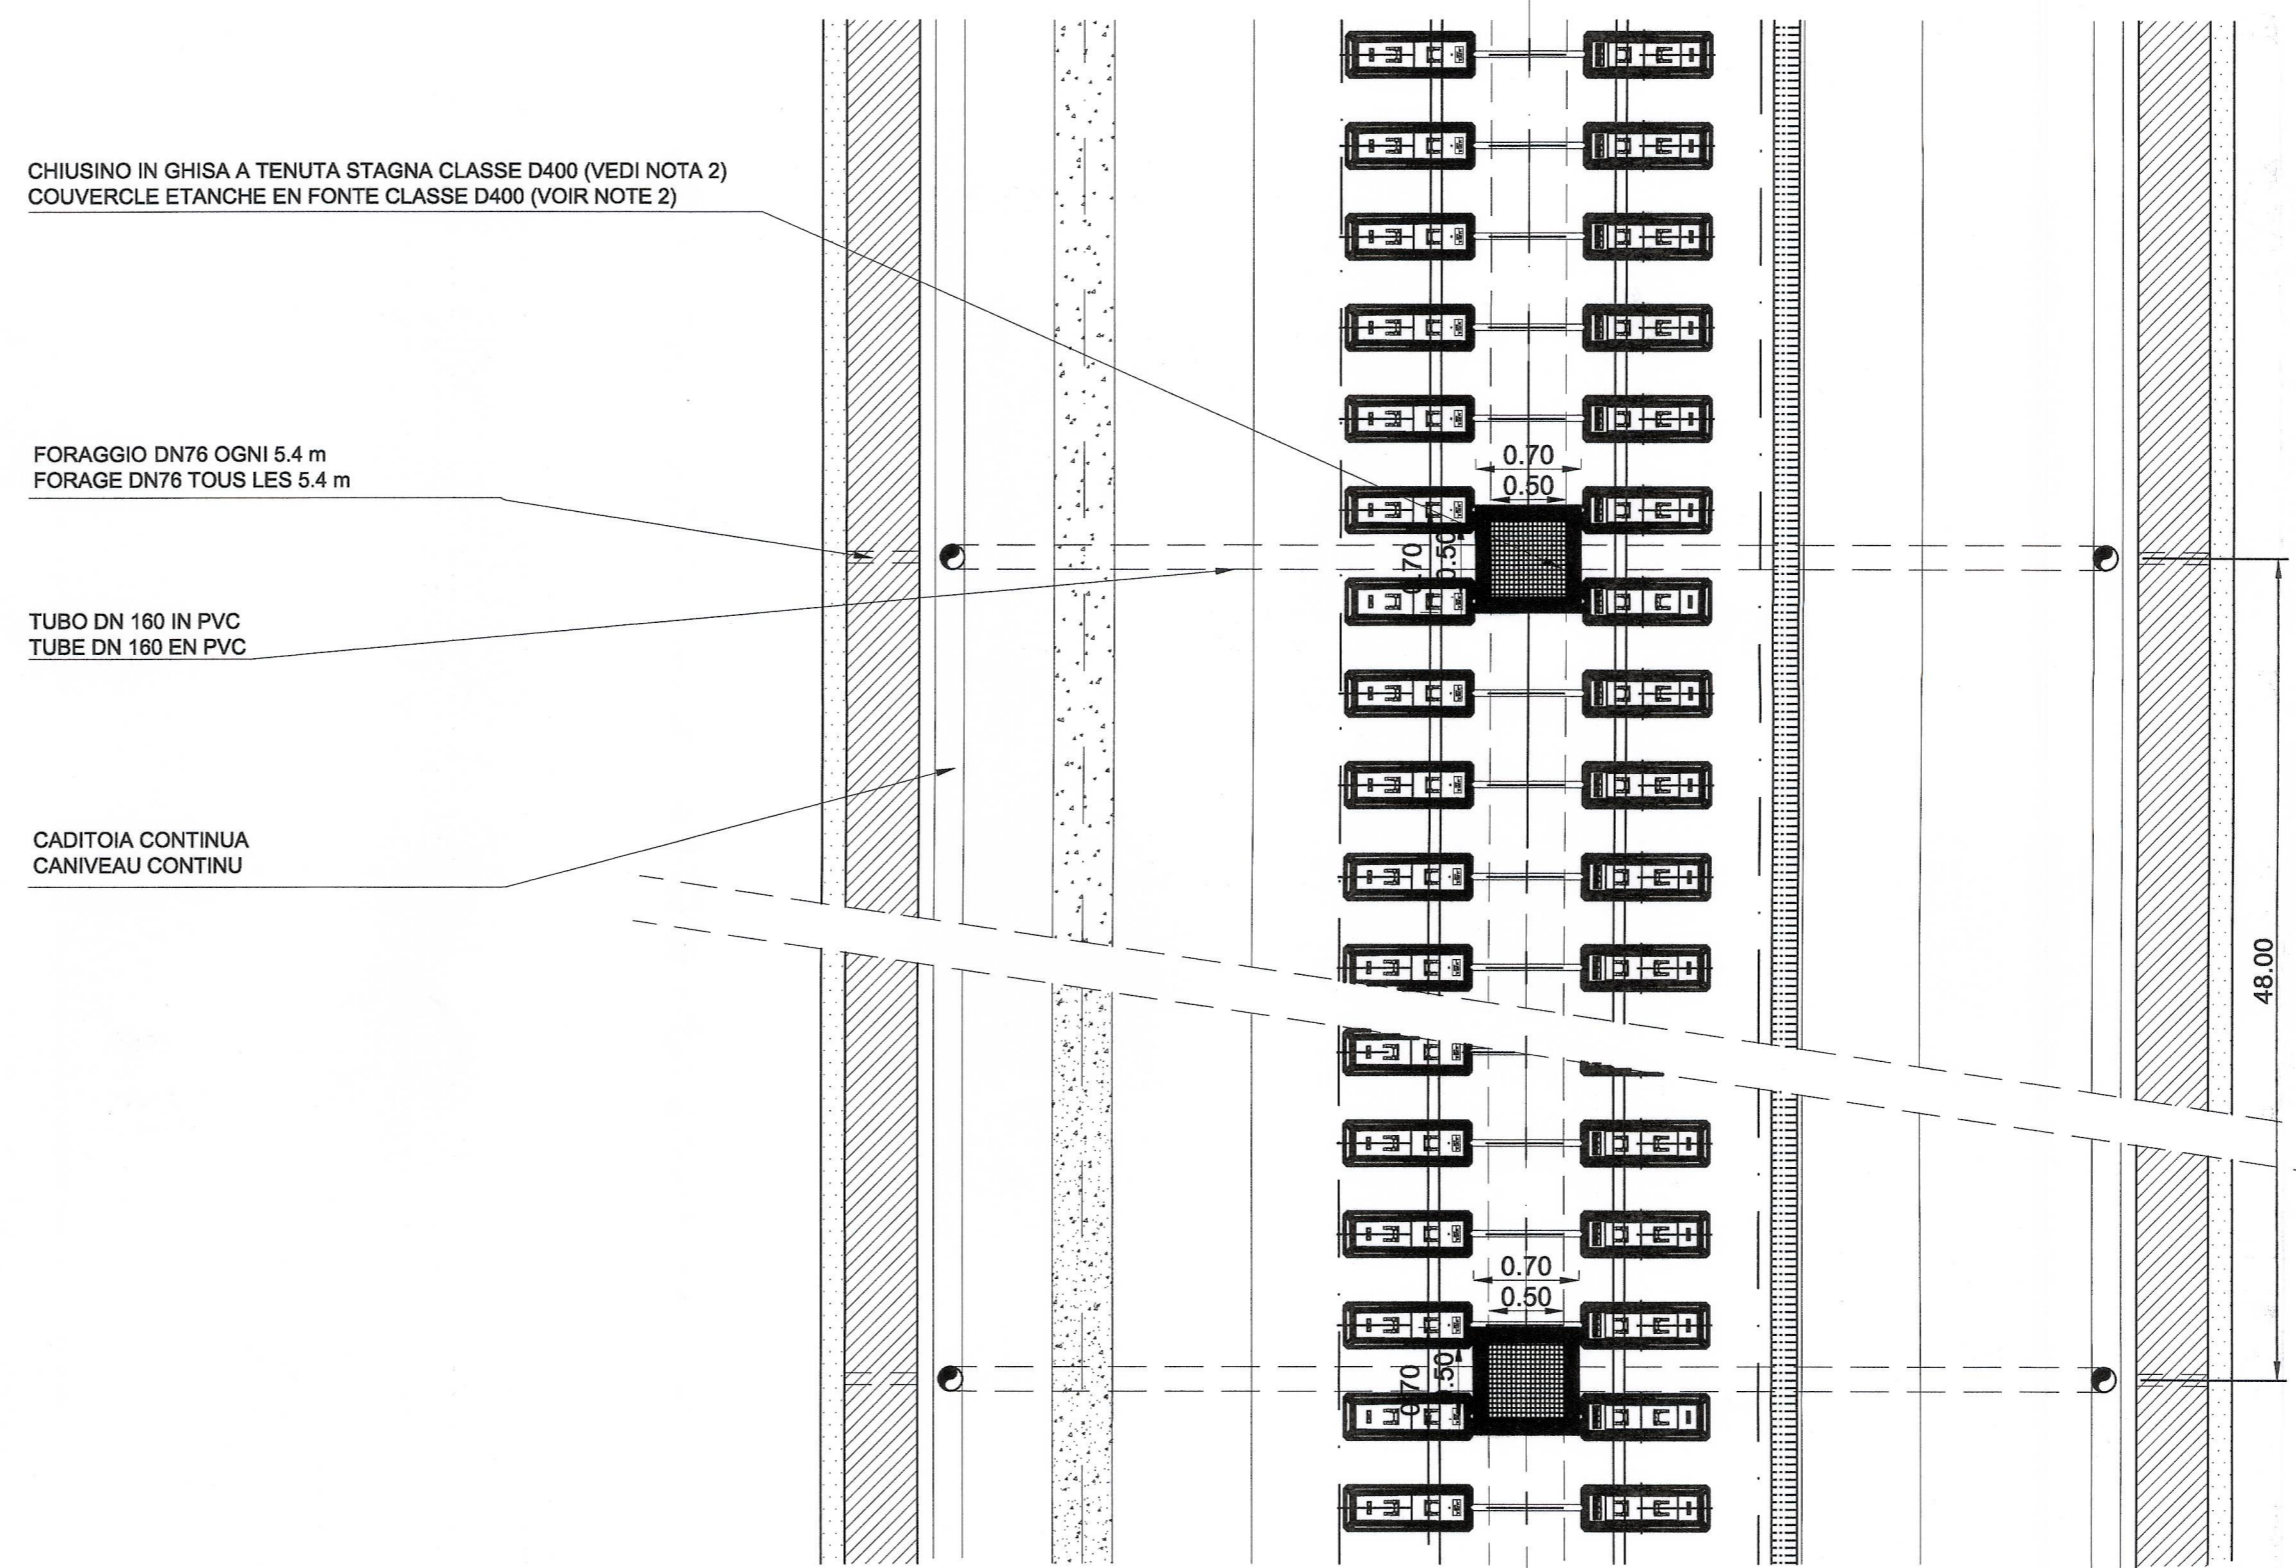 CHIUSINO IN GHISA A TENUTA STAGNA CLASSE D400 (VEDI NOTA 2)
COUVERCLE ETANCHE EN FONTE CLASSE D400 (VOIR NOTE 2)
FORAGGIO DN76 OGNI 5.4 m
FORAGE DN76 TOUS LES 5.4 m
0.70
0.50
0.70
0.50
TUBO DN 160 IN PVC
TUBE DN 160 EN PVC
CADITOIA CONTINUA
CANIVEAU CONTINU
48.00
0.70
0.50
0.70
0.50